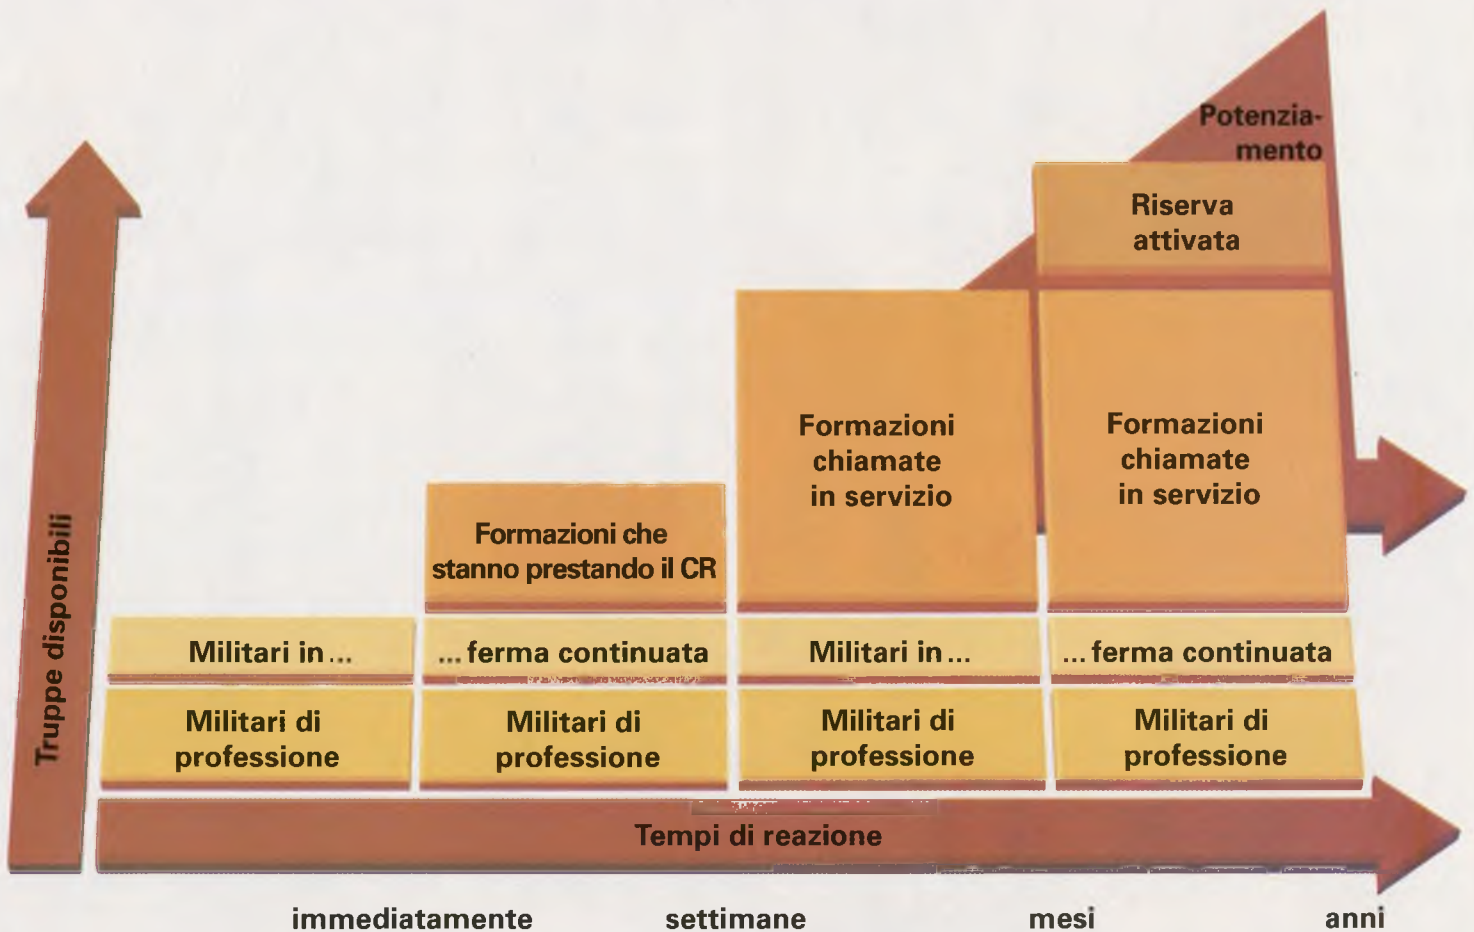 Potenzia-
mento
Riserva
attivata
Formazioni
chiamate
in servizio
Formazioni
chiamate
in servizio
Formazioni che
stanno prestando il CR
Militari in ...
... ferma continuata
Militari in ...
... ferma continuata
Militari di
professione
Militari di
professione
Militari di
professione
Militari di
professione
Truppe disponibili
Tempi di reazione
immediatamente
settimane
mesi
anni